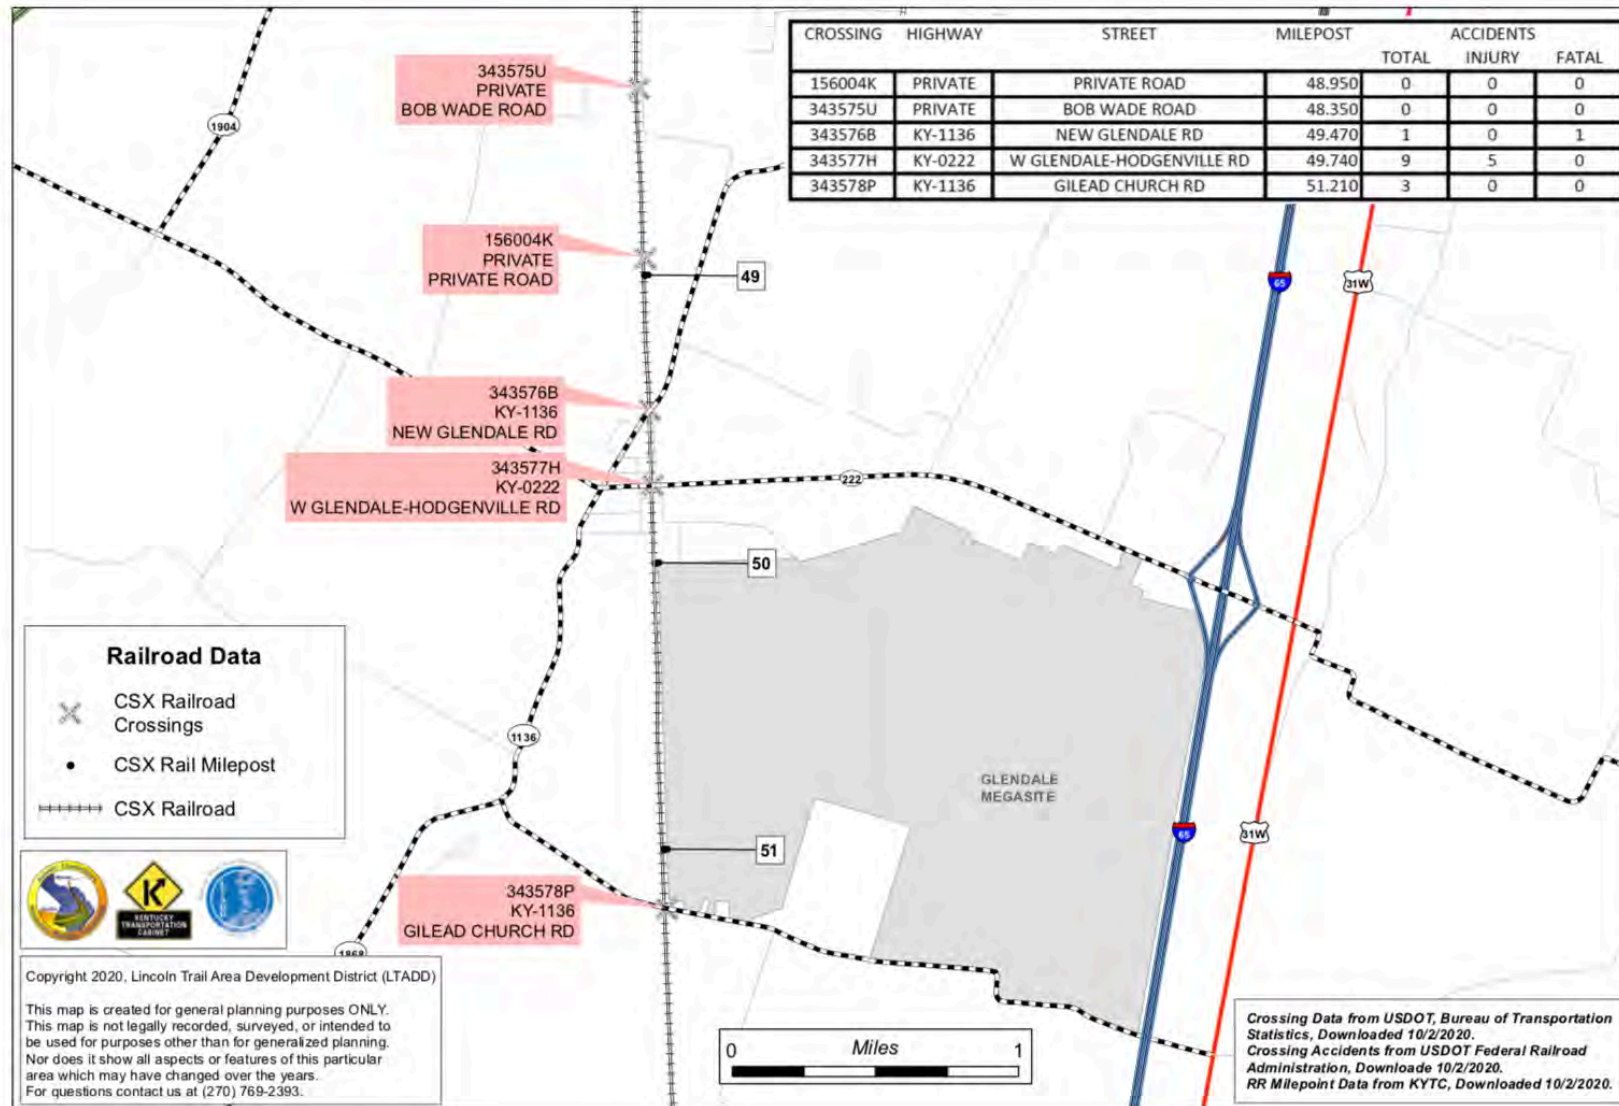 CROSSING HIGHWAY STREET MILEPOST ACCIDENTS
TOTAL INJURY FATAL
156004K PRIVATE PRIVATE ROAD 48.950 0 0 0
343575U PRIVATE BOB WADE ROAD 48.350 0 0 0
343576B KY-1136 NEW GLENDALE RD 49.470 1 0 1
343577H KY-0222 W GLENDALE-HODGENVILLE RD 49.740 9 5 0
343578P KY-1136 GILEAD CHURCH RD 51.210 3 0 0
343575U
PRIVATE
BOB WADE ROAD
1904
156004K
PRIVATE
PRIVATE ROAD
49
65
31W
343576B
KY-1136
NEW GLENDALE RD
343577H
KY-0222
W GLENDALE-HODGENVILLE RD
222
50
1136
GLENDALE
MEGASITE
65
31W
51
343578P
KY-1136
GILEAD CHURCH RD
1868
Railroad Data
CSX Railroad
Crossings
CSX Rail Milepost
CSX Railroad
KENTUCKY
TRANSPORTATION
CABINET
Copyright 2020, Lincoln Trail Area Development District (LTADD)
This map is created for general planning purposes ONLY.
This map is not legally recorded, surveyed, or intended to
be used for purposes other than for generalized planning.
Nor does it show all aspects or features of this particular
area which may have changed over the years.
For questions contact us at (270) 769-2393.
0 Miles 1
Crossing Data from USDOT, Bureau of Transportation
Statistics, Downloaded 10/2/2020.
Crossing Accidents from USDOT Federal Railroad
Administration, Downloade 10/2/2020.
RR Milepoint Data from KYTC, Downloaded 10/2/2020.